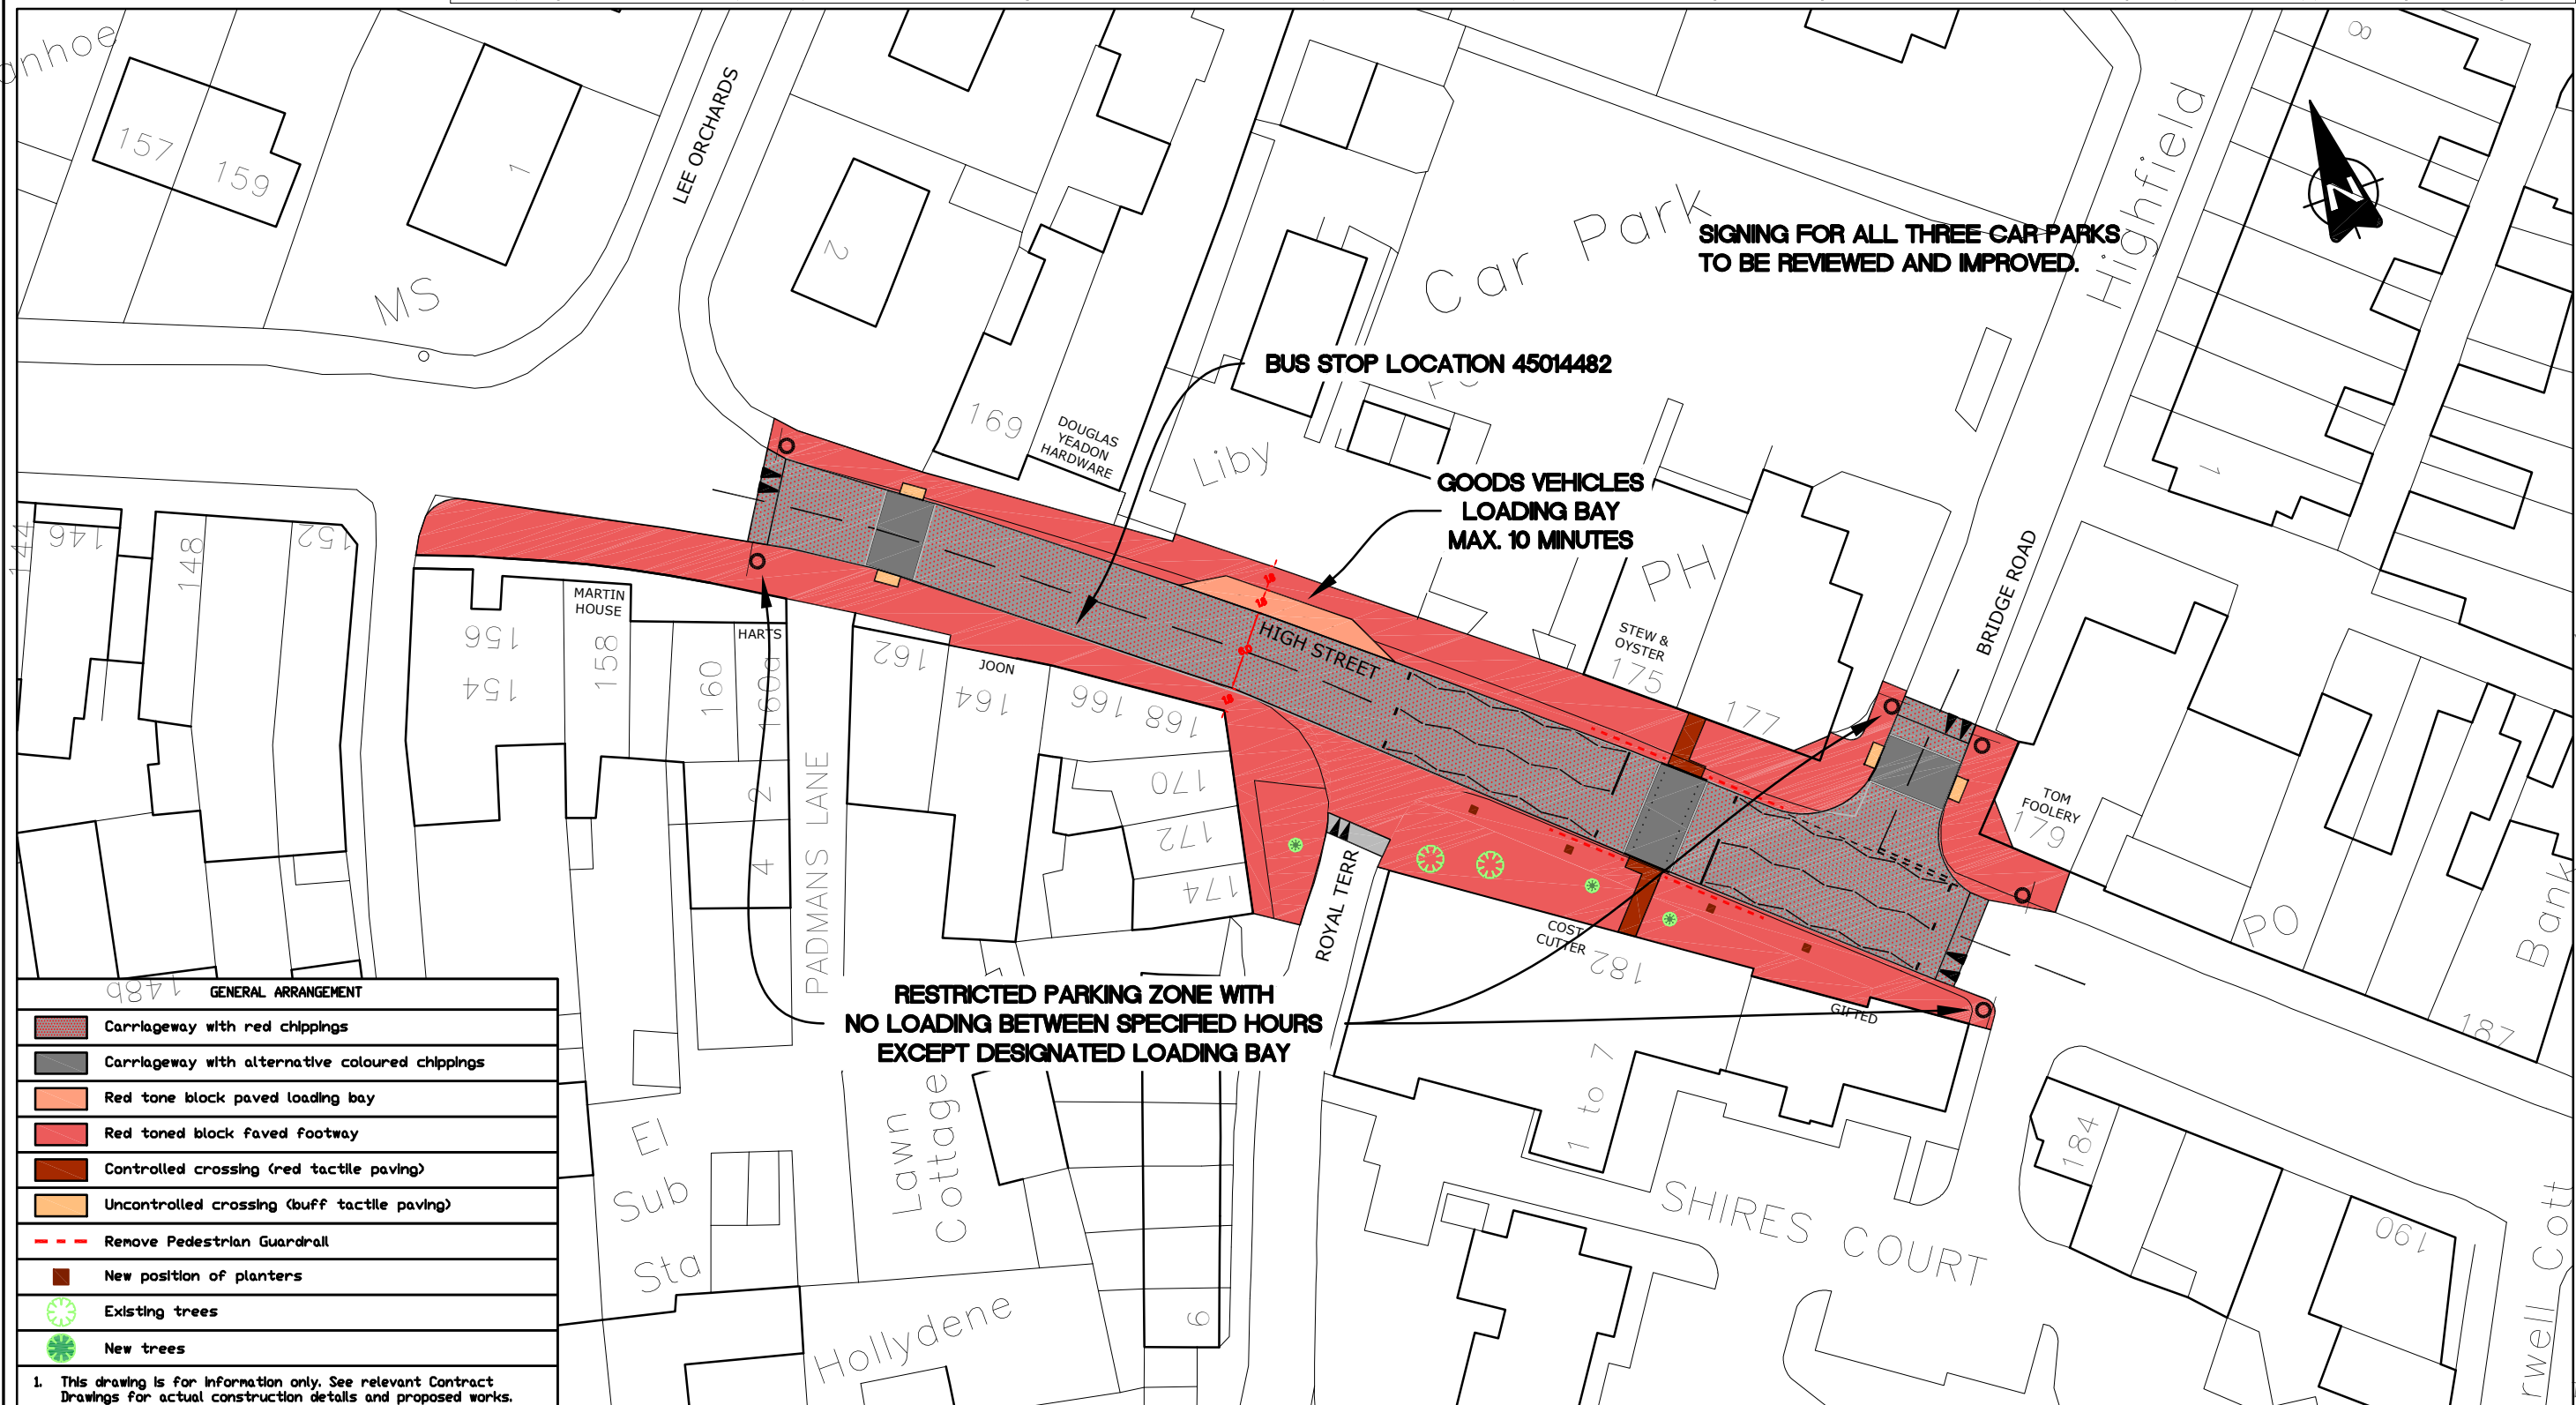 anhoe
157
159
1
MS
LEE ORCHARDS
2
169
DOUGLAS
YEADON
HARDWARE
Liby
Car Park
SIGNING FOR ALL THREE CAR PARKS
TO BE REVIEWED AND IMPROVED.
Highfield
8
N
BUS STOP LOCATION 45014482
GOODS VEHICLES
LOADING BAY
MAX. 10 MINUTES
PH
STEW &
OYSTER
175
177
BRIDGE ROAD
1
TOM
FOOLERY
179
PO
Bank
187
144
146
148
152
148b
156
154
MARTIN
HOUSE
158
160
HARTS
160a
2
4
PADMANS LANE
162
JOON
164
166
168
170
172
174
HIGH STREET
ROYAL TERR
COST
CUTTER
182
GIFTED
RESTRICTED PARKING ZONE WITH
NO LOADING BETWEEN SPECIFIED HOURS
EXCEPT DESIGNATED LOADING BAY
1 to 7
SHIRES COURT
184
190
rwell Cott
El
Sub
Sta
Lawn
Cottage
Hollydene
GENERAL ARRANGEMENT
Carriageway with red chippings
Carriageway with alternative coloured chippings
Red tone block paved loading bay
Red toned block faved footway
Controlled crossing (red tactile paving)
Uncontrolled crossing (buff tactile paving)
Remove Pedestrian Guardrail
New position of planters
Existing trees
New trees
1. This drawing is for information only. See relevant Contract
Drawings for actual construction details and proposed works.